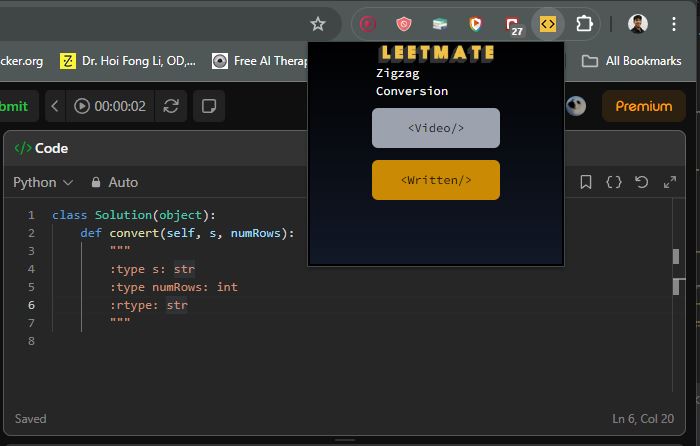 27
LEETMATE
Zigzag
Conversion
<Video/>
<Written/>
cker.org
Dr. Hoi Fong Li, OD,...
Free AI Therap
All Bookmarks
bmit
00:00:02
Premium
</> Code
Python
Auto
1 class Solution(object):
2 def convert(self, s, numRows):
3 """
4 :type s: str
5 :type numRows: int
6 :rtype: str
7 """
8
Saved
Ln 6, Col 20